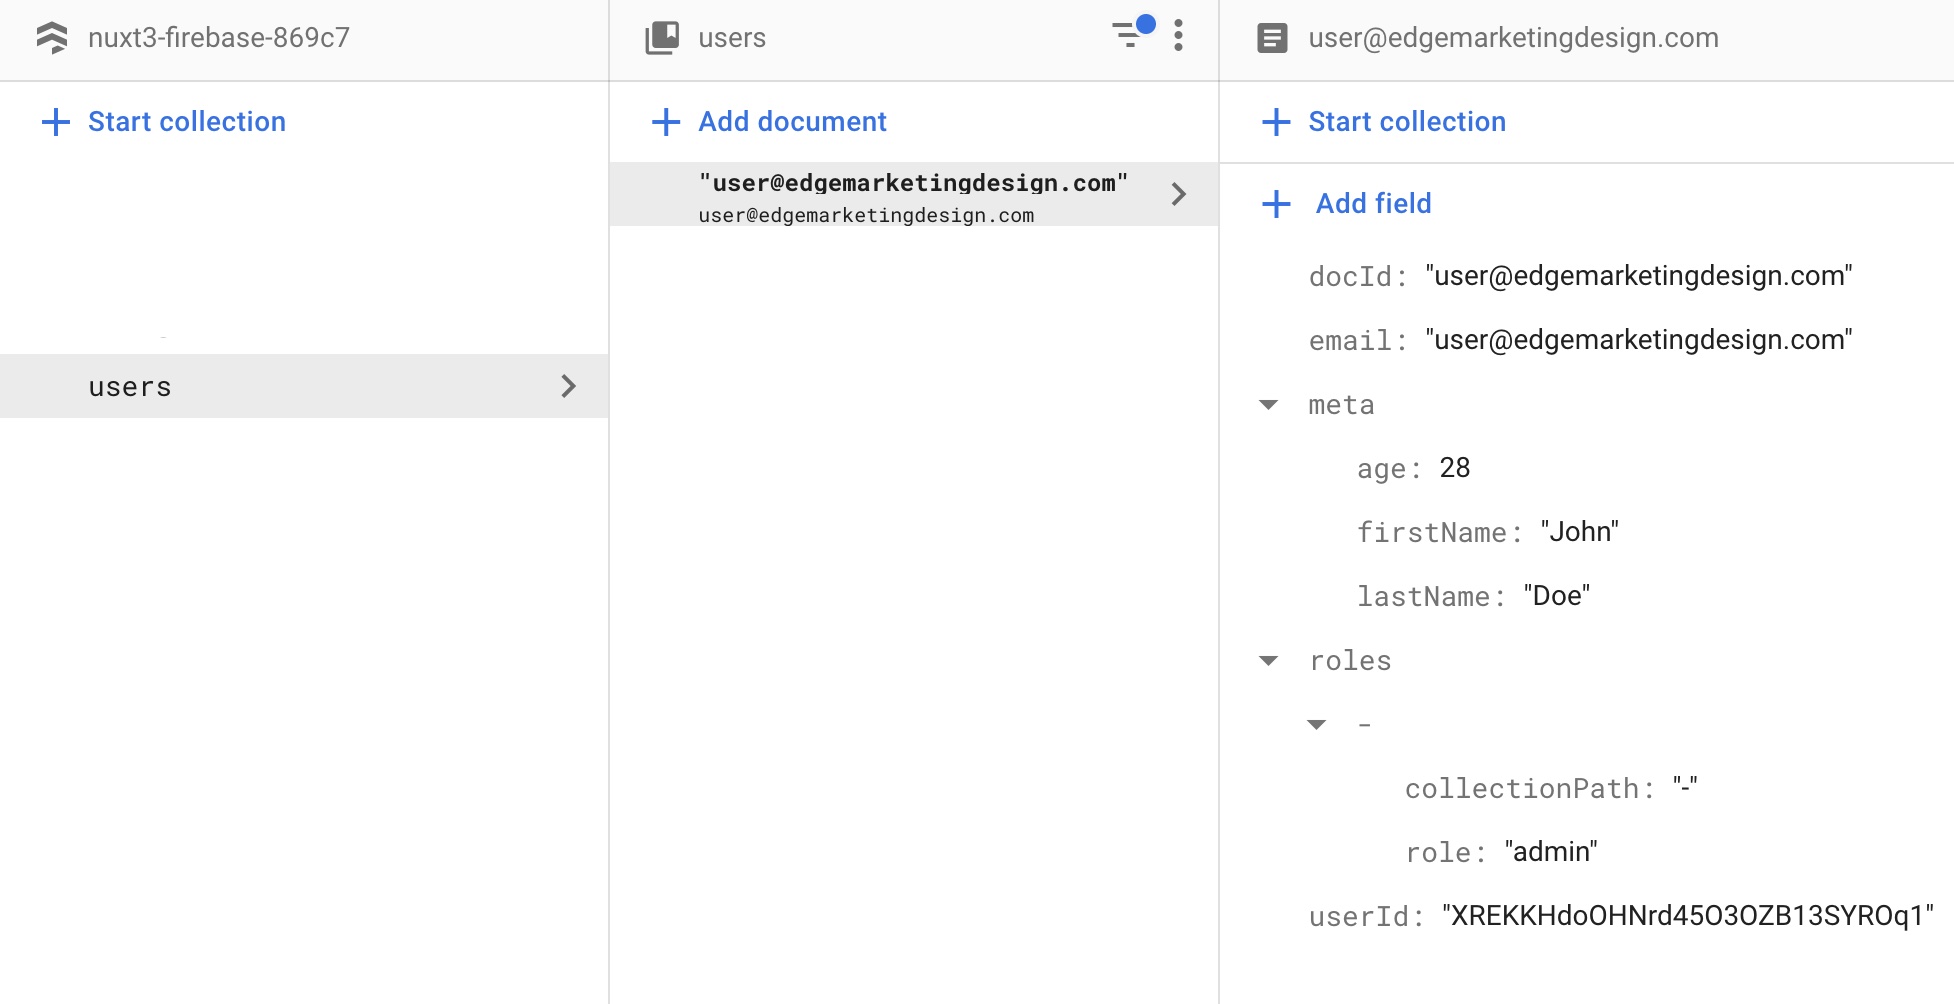 nuxt3-firebase-869c7
Start collection
users
users
Add document
"user@edgemarketingdesign.com"
user@edgemarketingdesign.com
user@edgemarketingdesign.com
Start collection
Add field
docId: "user@edgemarketingdesign.com"
email: "user@edgemarketingdesign.com"
meta
age: 28
firstName: "John"
lastName: "Doe"
roles
-
collectionPath: "-"
role: "admin"
userId: "XREKKHdoOHNrd45O3OZB13SYROq1"